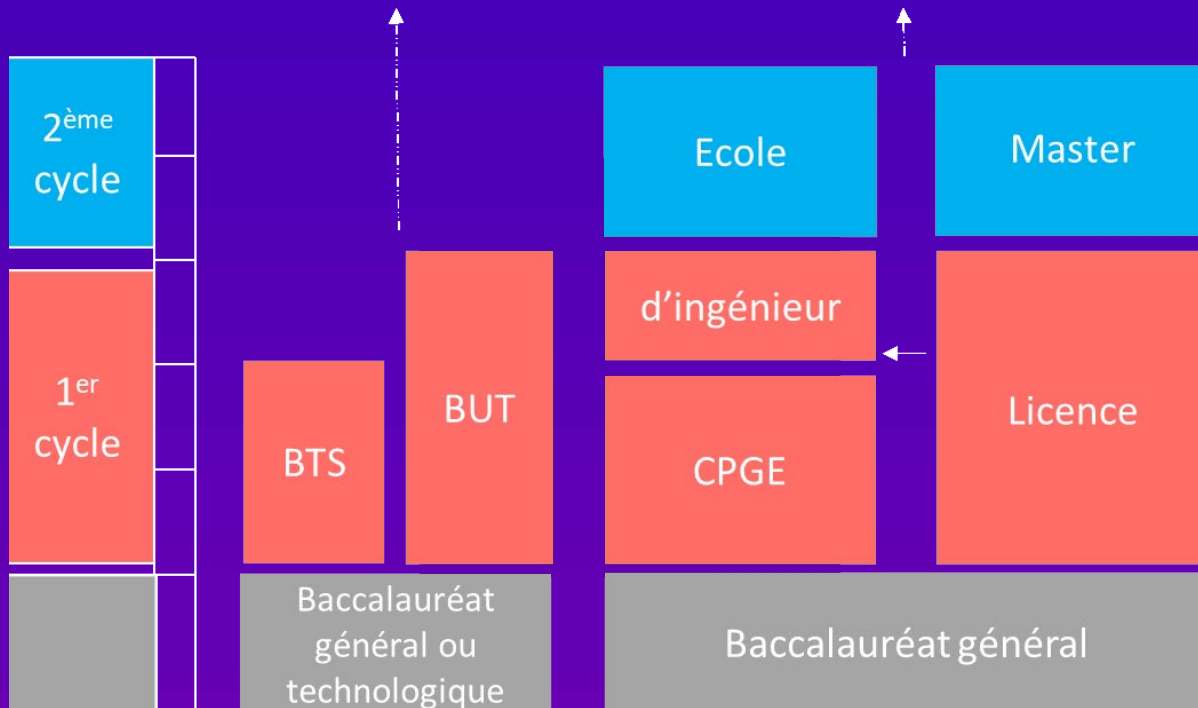 2ème
cycle
Ecole
Master
1er
cycle
BTS
BUT
d'ingénieur
CPGE
Licence
Baccalauréat
général ou
technologique
Baccalauréat général